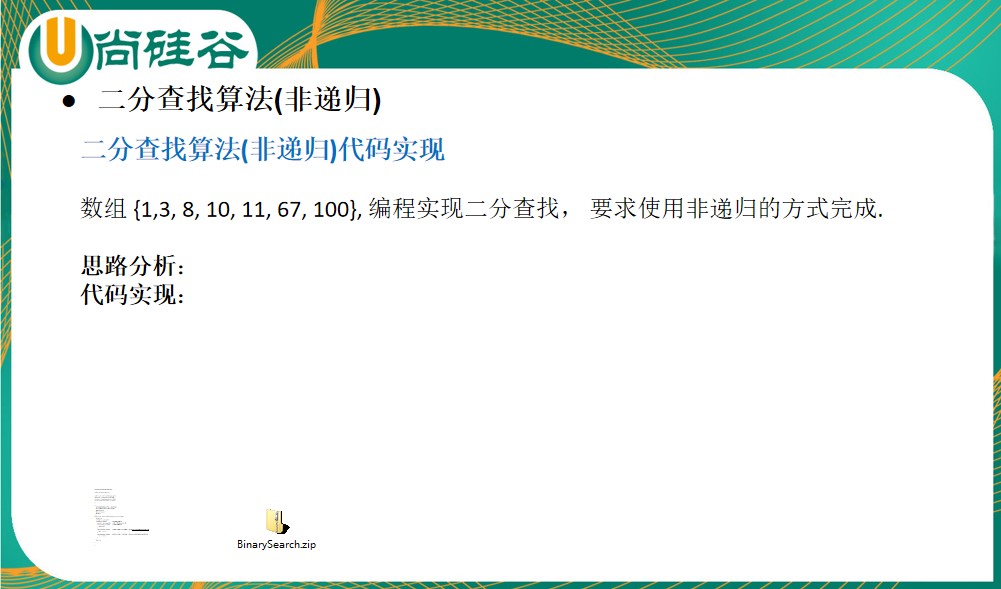 尚硅谷
● 二分查找算法(非递归)
二分查找算法(非递归)代码实现
数组 {1,3, 8, 10, 11, 67, 100}, 编程实现二分查找， 要求使用非递归的方式完成.
思路分析:
代码实现:
BinarySearch.zip